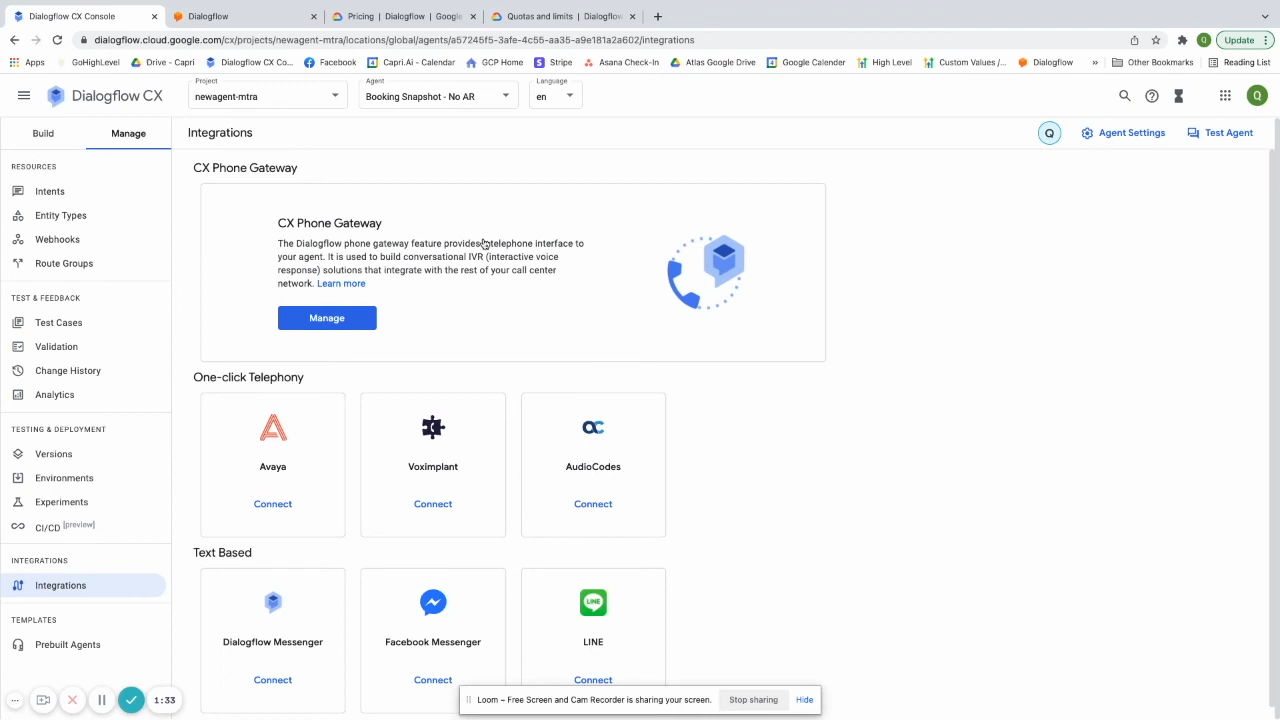 Dialogflow CX Console
Dialogflow
Pricing | Dialogflow | Google
Quotas and limits | Dialogflow
dialogflow.cloud.google.com/cx/projects/newagent-mtra/locations/global/agents/a57245f5-3afe-4c55-aa35-a9e181a2a602/integrations
Update
Apps
GoHighLevel
Drive - Capri
Dialogflow CX Co...
Facebook
Capri.Ai - Calendar
GCP Home
Stripe
Asana Check-In
Atlas Google Drive
Google Calendar
High Level
Custom Values /...
Dialogflow
»
Other Bookmarks
Reading List
Dialogflow CX
Project
newagent-mtra
Agent
Booking Snapshot - No AR
Language
en
Q
Build
Manage
Integrations
Q
Agent Settings
Test Agent
RESOURCES
Intents
Entity Types
Webhooks
Route Groups
TEST & FEEDBACK
Test Cases
Validation
Change History
Analytics
TESTING & DEPLOYMENT
Versions
Environments
Experiments
CI/CD [preview]
INTEGRATIONS
Integrations
TEMPLATES
Prebuilt Agents
CX Phone Gateway
CX Phone Gateway
The Dialogflow phone gateway feature provides telephone interface to
your agent. It is used to build conversational IVR (interactive voice
response) solutions that integrate with the rest of your call center
network. Learn more
Manage
One-click Telephony
Avaya
Connect
Voximplant
Connect
AudioCodes
Connect
Text Based
Dialogflow Messenger
Connect
Facebook Messenger
Connect
LINE
LINE
Connect
1:33
Loom – Free Screen and Cam Recorder is sharing your screen.
Stop sharing
Hide